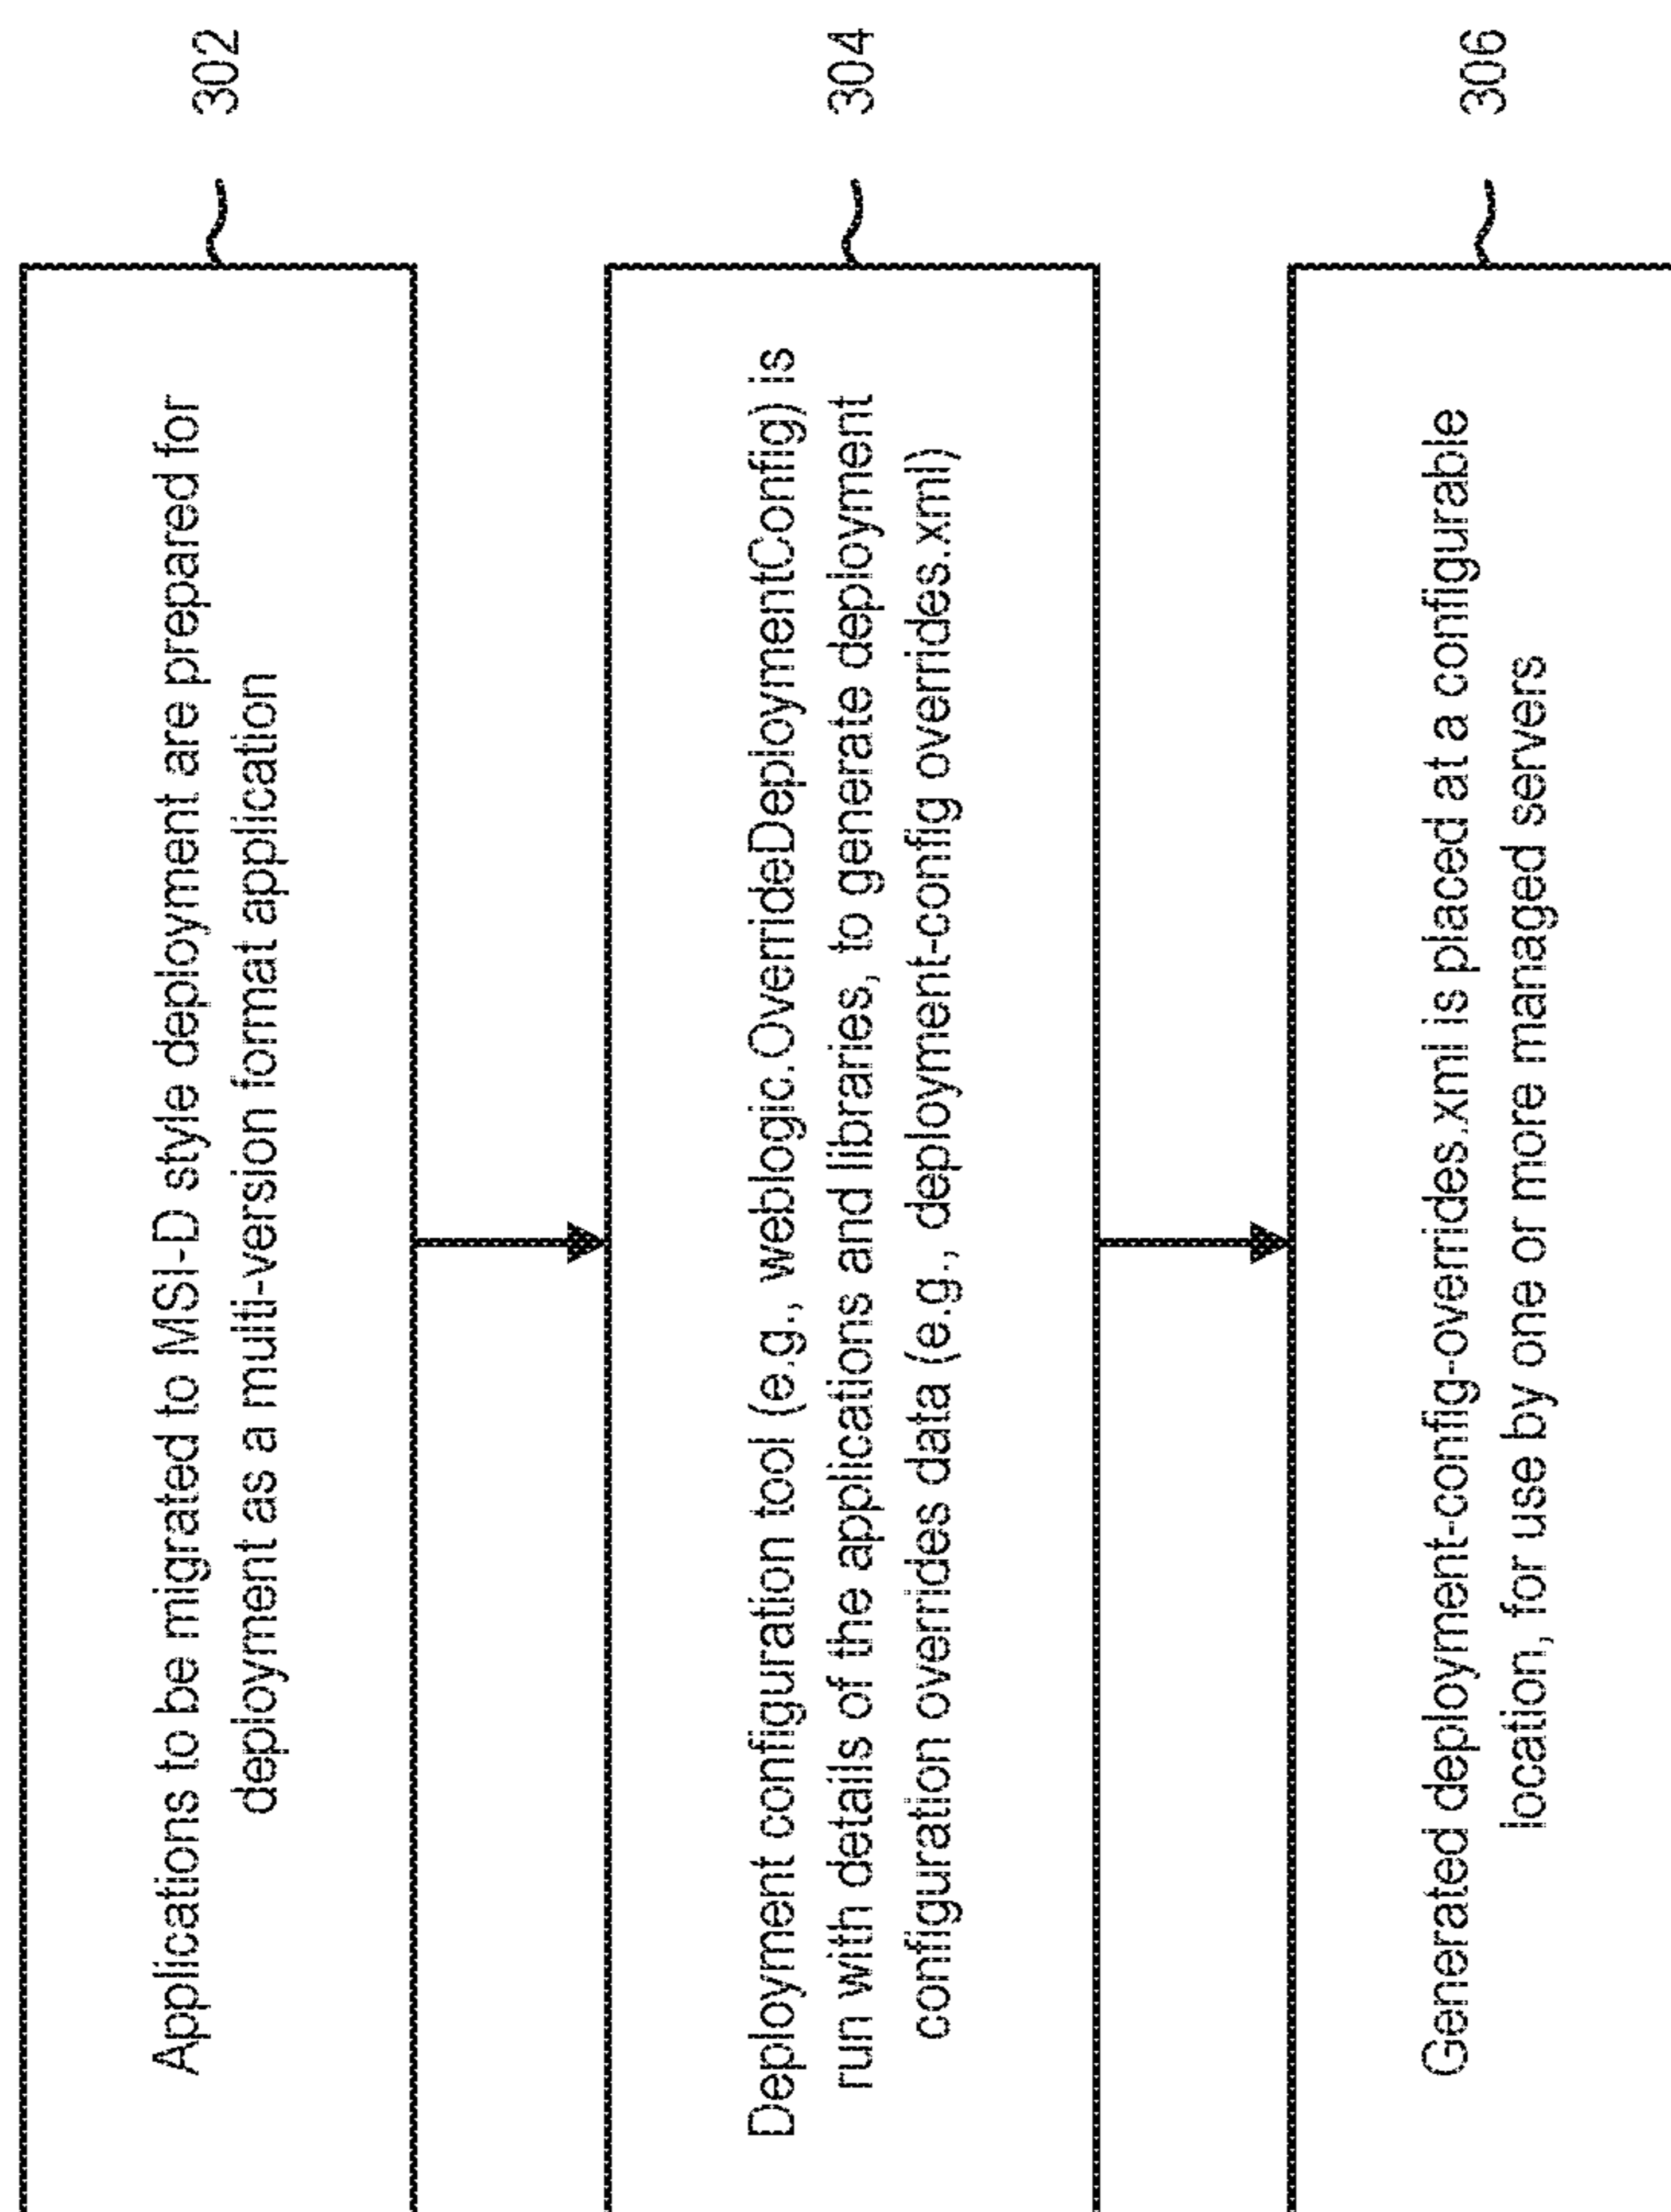 Applications to be migrated to MSI-D style deployment are prepared for
deployment as a multi-version format application
302
Deployment configuration tool (e.g., weblogic.OverrideDeploymentConfig) is
run with details of the applications and libraries, to generate deployment
configuration overrides data (e.g., deployment-config overrides.xml)
304
Generated deployment-config-overrides.xml is placed at a configurable
location, for use by one or more managed servers
306